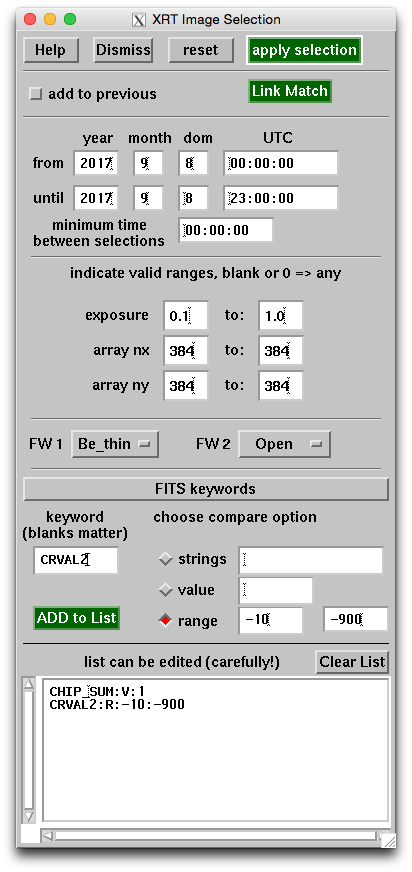 XRT Image Selection
Help Dismiss reset apply selection
add to previous Link Match
year month dom UTC
from 2017 9 8 00:00:00
until 2017 9 8 23:00:00
minimum time
between selections 00:00:00
indicate valid ranges, blank or 0 => any
exposure 0.1 to: 1.0
array nx 384 to: 384
array ny 384 to: 384
FW 1 Be_thin FW 2 Open
FITS keywords
keyword choose compare option
(blanks matter)
CRVAL2 strings
value
ADD to List range -10 -900
list can be edited (carefully!) Clear List
CHIP_SUM:V:1
CRVAL2:R:-10:-900